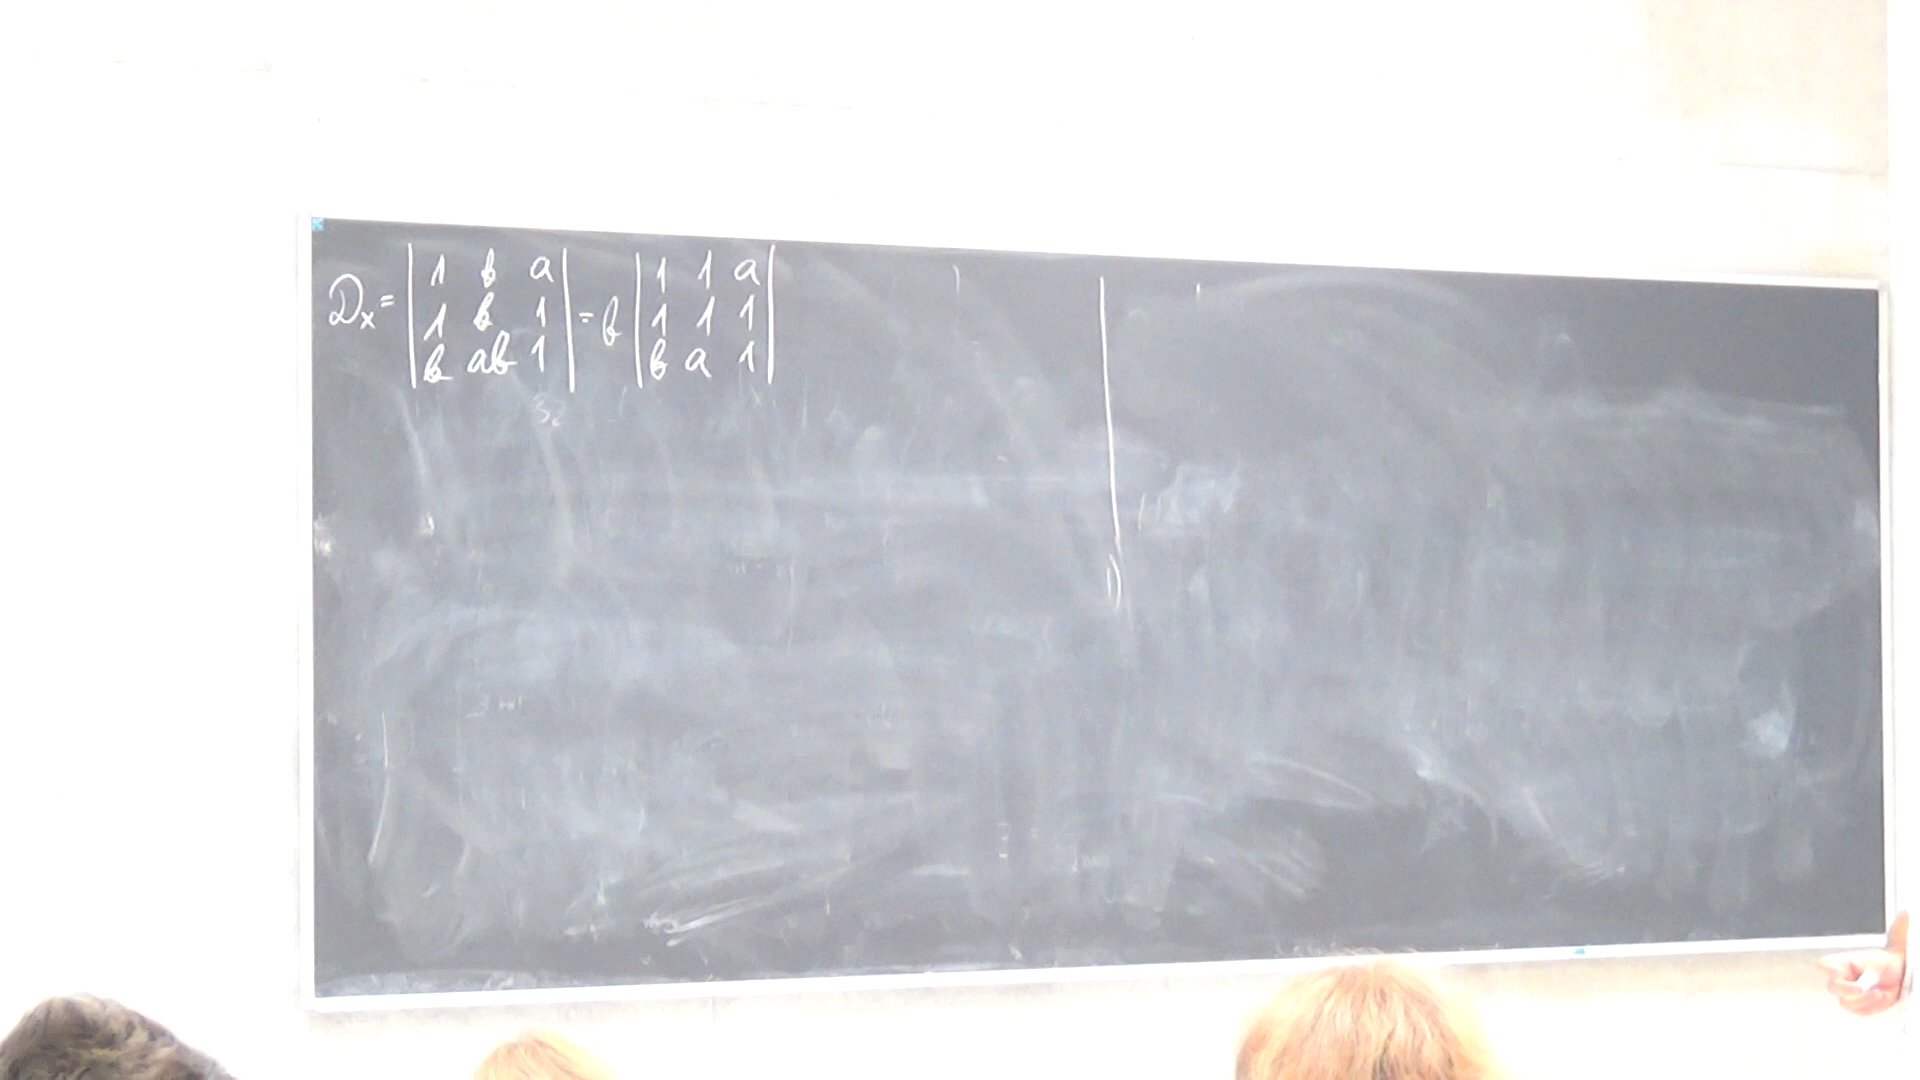 Dₓ = | 1 b a | = b | 1 1 a |
| 1 b 1 | | 1 1 1 |
| b ab 1 | | b a 1 |